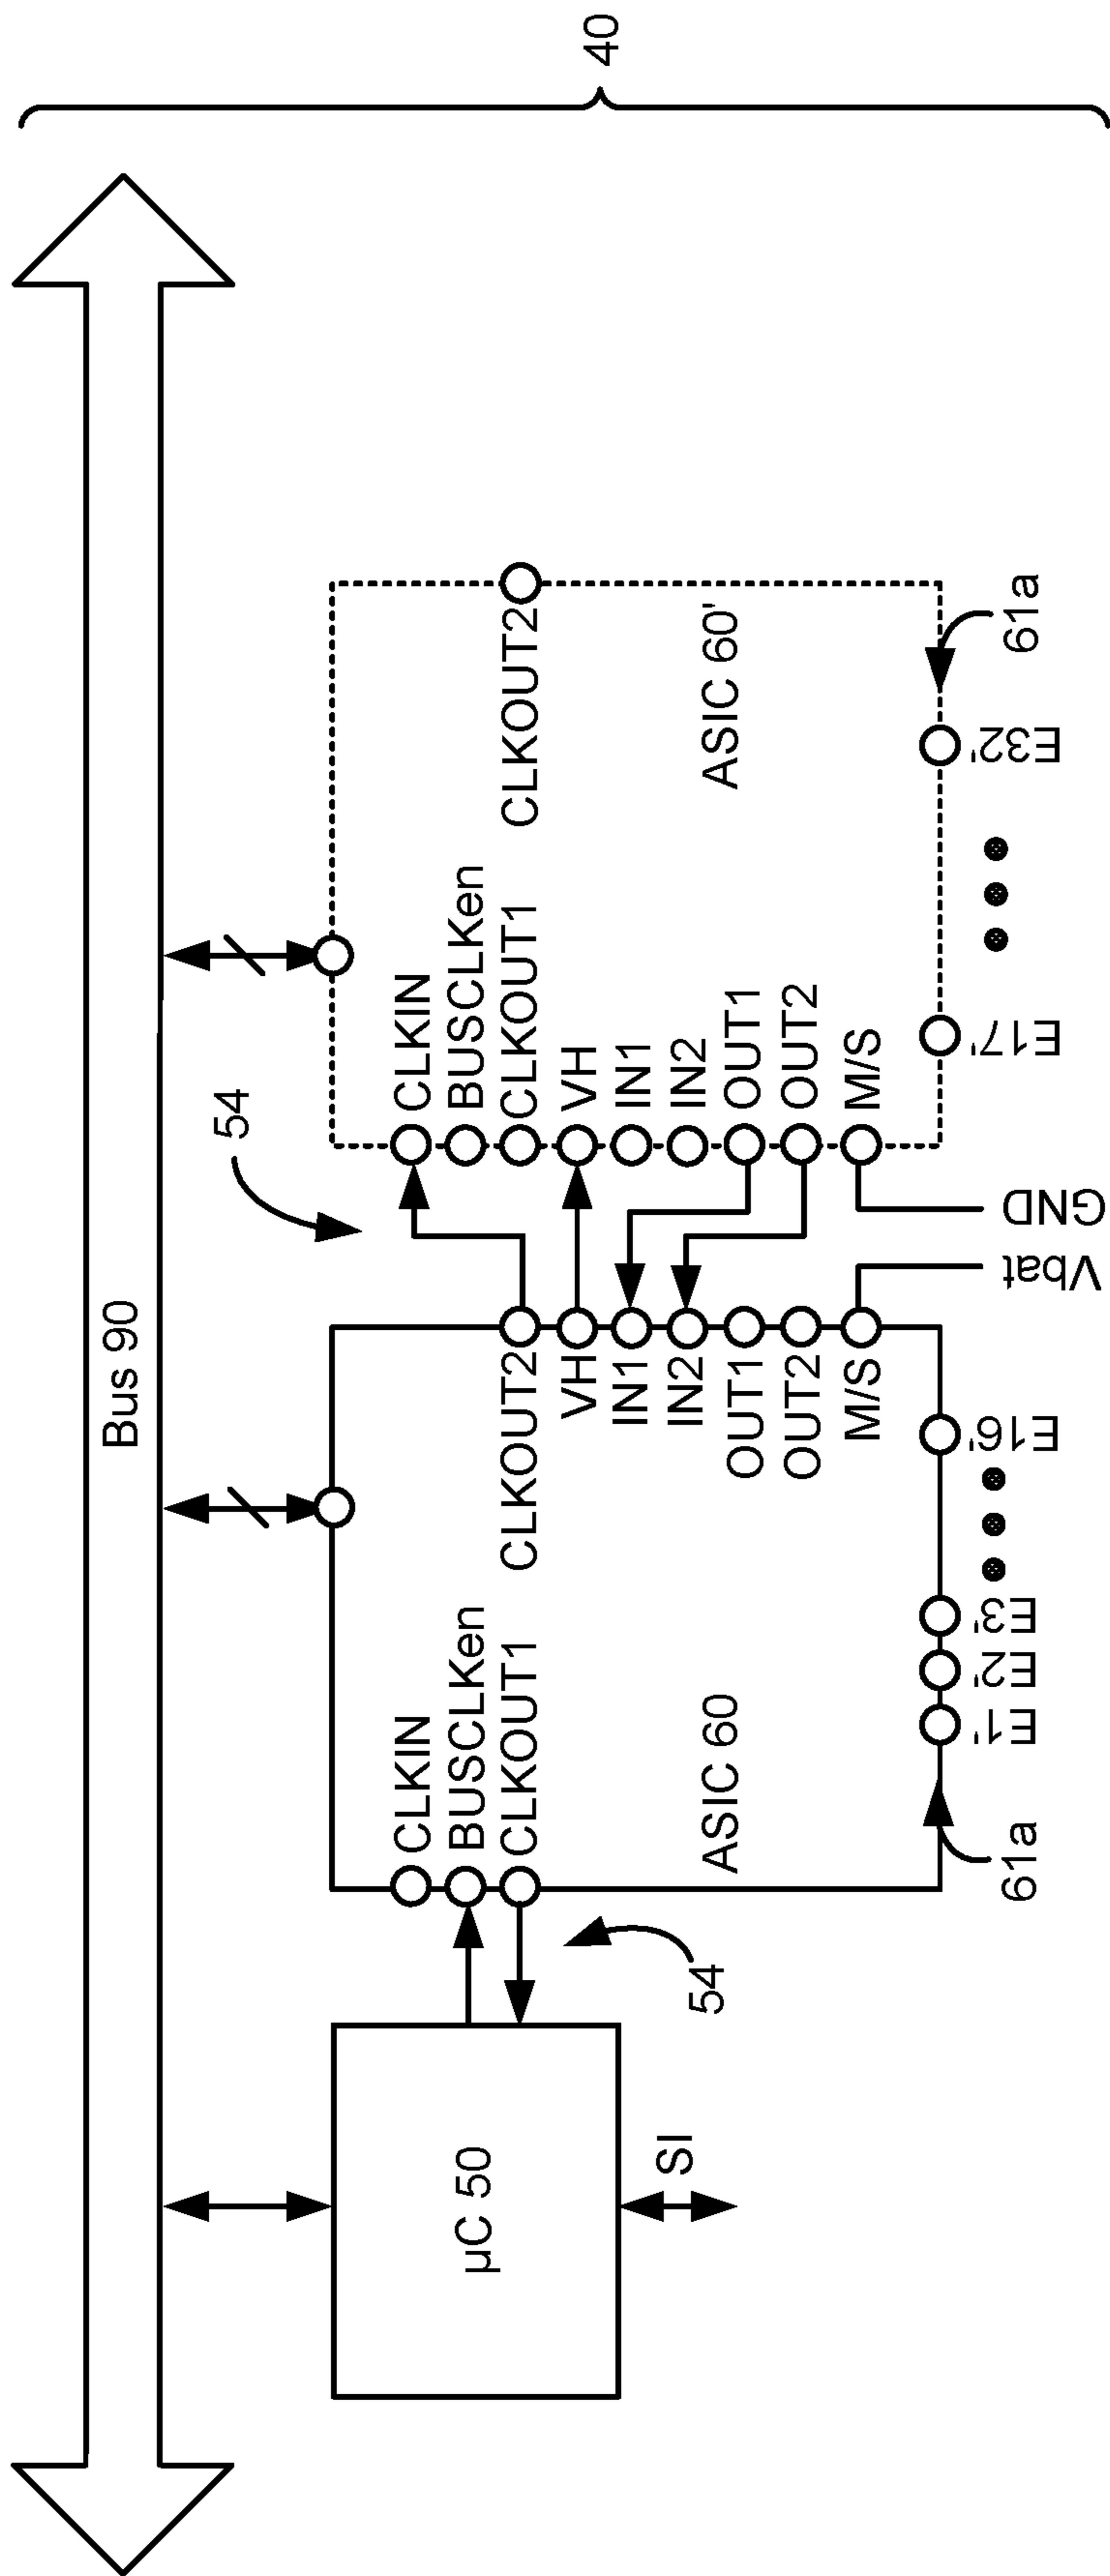 Bus 90
40
54
µC 50
SI
54
CLKIN
BUSCLKen
CLKOUT1
ASIC 60
CLKOUT2
VH
IN1
IN2
OUT1
OUT2
M/S
61a
E1'
E2'
E3'
E16'
Vbat
GND
CLKIN
BUSCLKen
CLKOUT1
VH
IN1
IN2
OUT1
OUT2
M/S
CLKOUT2
ASIC 60'
E17'
E32'
61a